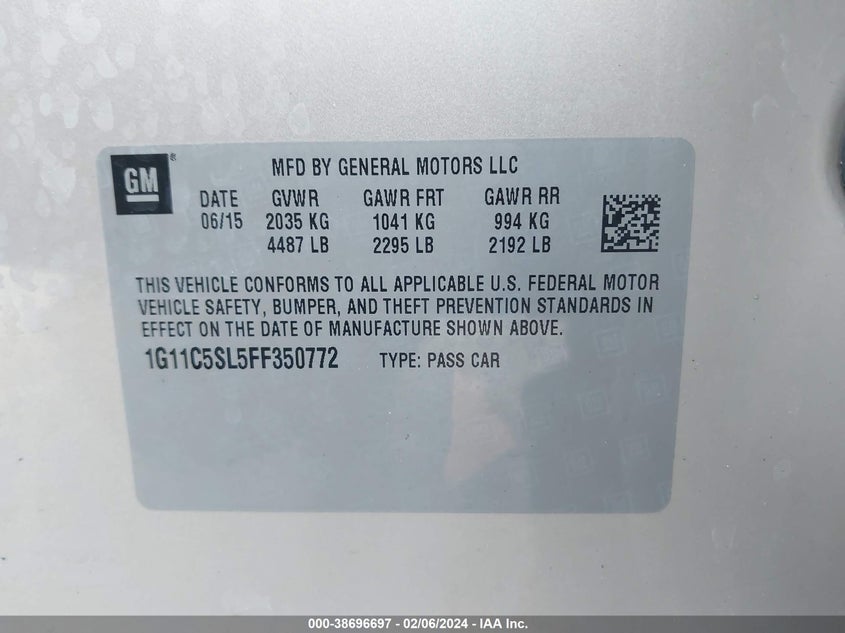 GM®
MFD BY GENERAL MOTORS LLC
DATE GVWR GAWR FRT GAWR RR
06/15 2035 KG 1041 KG 994 KG
4487 LB 2295 LB 2192 LB
THIS VEHICLE CONFORMS TO ALL APPLICABLE U.S. FEDERAL MOTOR
VEHICLE SAFETY, BUMPER, AND THEFT PREVENTION STANDARDS IN
EFFECT ON THE DATE OF MANUFACTURE SHOWN ABOVE.
1G11C5SL5FF350772 TYPE: PASS CAR
000-38696697 - 02/06/2024 - IAA Inc.